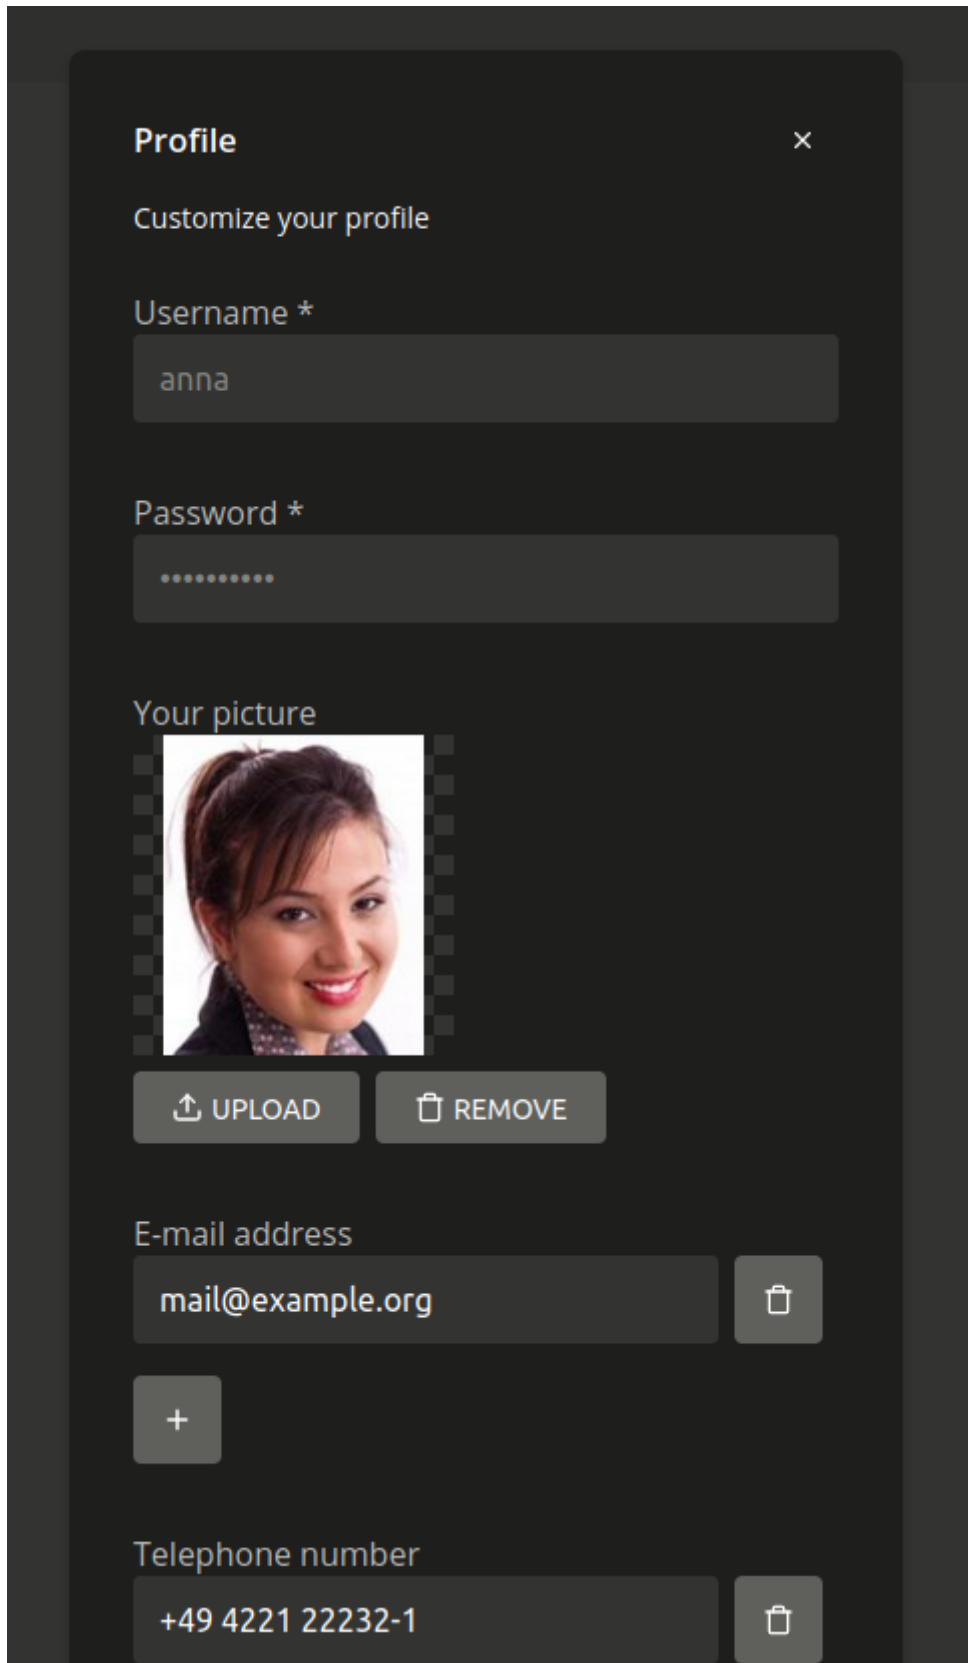 Profile
Customize your profile
Username *
anna
Password *
••••••••••
Your picture
UPLOAD REMOVE
E-mail address
mail@example.org
+
Telephone number
+49 4221 22232-1